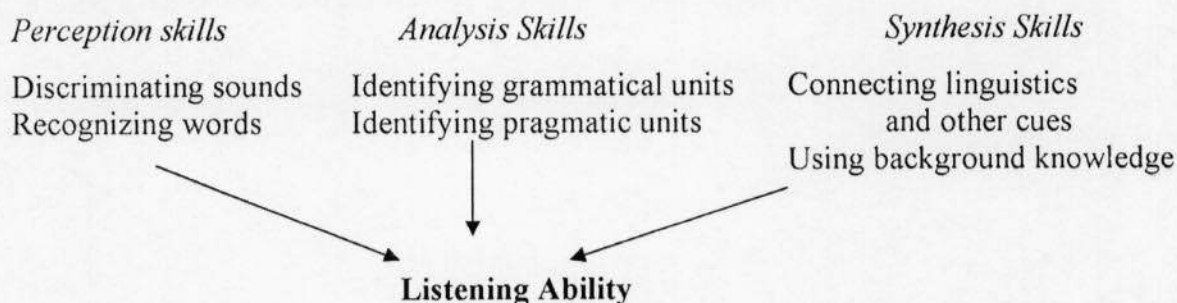 Perception skills Analysis Skills Synthesis Skills
Discriminating sounds Identifying grammatical units Connecting linguistics
Recognizing words Identifying pragmatic units and other cues
Using background knowledge
Listening Ability